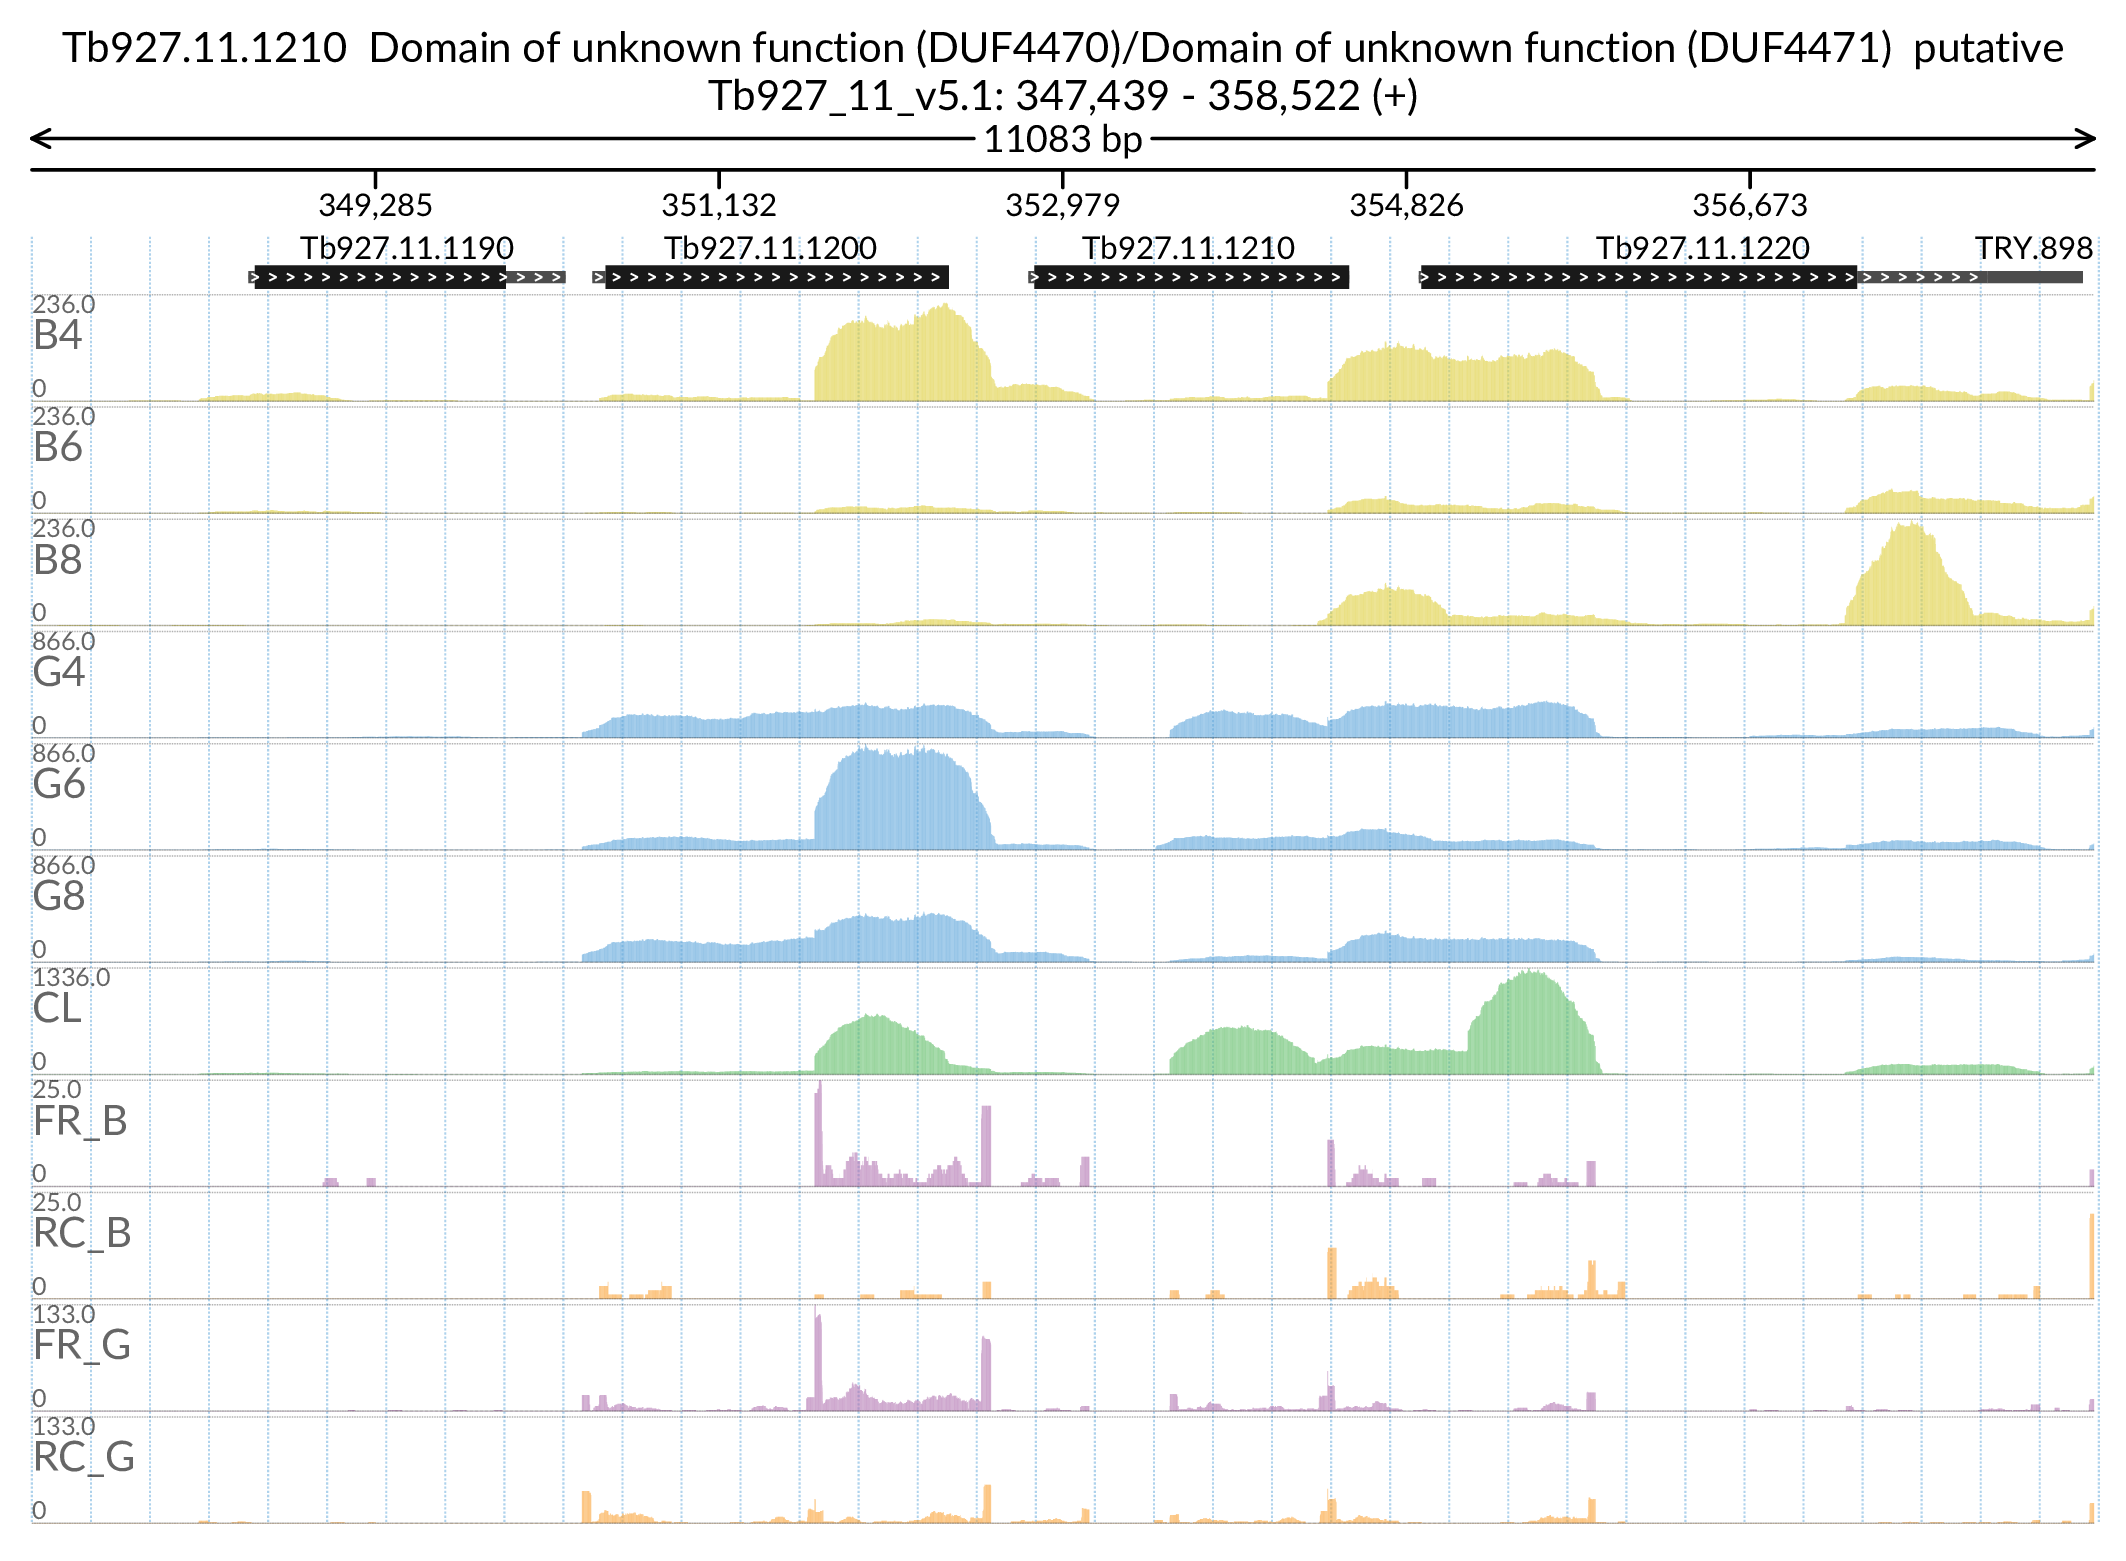 Tb927.11.1210  Domain of unknown function (DUF4470)/Domain of unknown function (DUF4471)  putative
Tb927_11_v5.1: 347,439 - 358,522 (+)
11083 bp
349,285 351,132 352,979 354,826 356,673
Tb927.11.1190 Tb927.11.1200 Tb927.11.1210 Tb927.11.1220 TRY.898
236.0
B4
0
236.0
B6
0
236.0
B8
0
866.0
G4
0
866.0
G6
0
866.0
G8
0
1336.0
CL
0
25.0
FR_B
0
25.0
RC_B
0
133.0
FR_G
0
133.0
RC_G
0